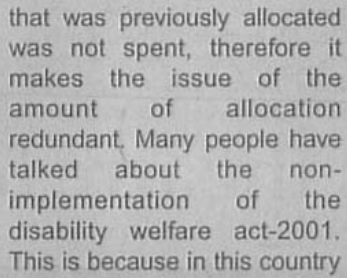 that was previously allocated
was not spent, therefore it
makes the issue of the
amount of allocation
redundant. Many people have
talked about the non-
implementation of the
disability welfare act-2001.
This is because in this country